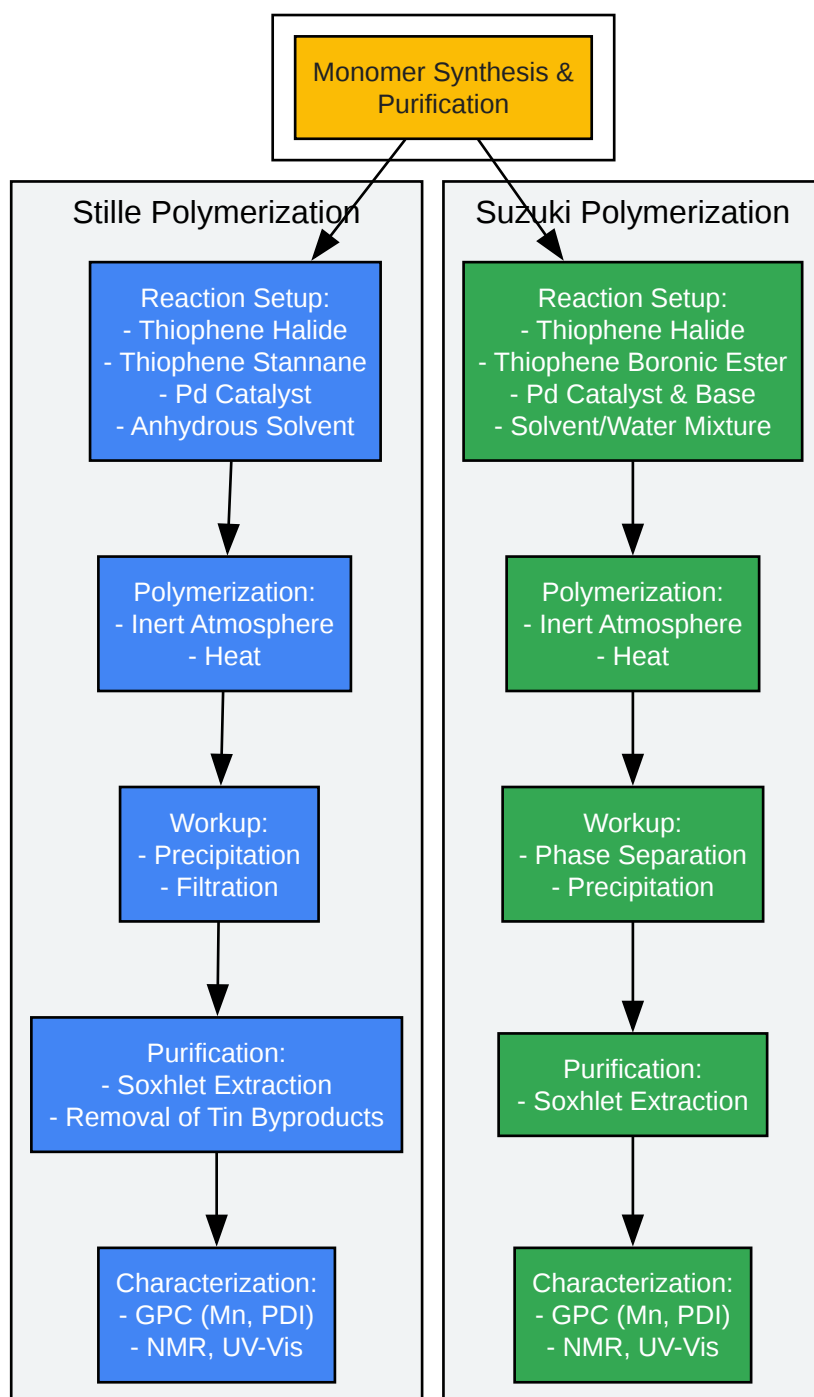 Monomer Synthesis &
Purification
Stille Polymerization
Reaction Setup:
- Thiophene Halide
- Thiophene Stannane
- Pd Catalyst
- Anhydrous Solvent
Polymerization:
- Inert Atmosphere
- Heat
Workup:
- Precipitation
- Filtration
Purification:
- Soxhlet Extraction
- Removal of Tin Byproducts
Characterization:
- GPC (Mn, PDI)
- NMR, UV-Vis
Suzuki Polymerization
Reaction Setup:
- Thiophene Halide
- Thiophene Boronic Ester
- Pd Catalyst & Base
- Solvent/Water Mixture
Polymerization:
- Inert Atmosphere
- Heat
Workup:
- Phase Separation
- Precipitation
Purification:
- Soxhlet Extraction
Characterization:
- GPC (Mn, PDI)
- NMR, UV-Vis